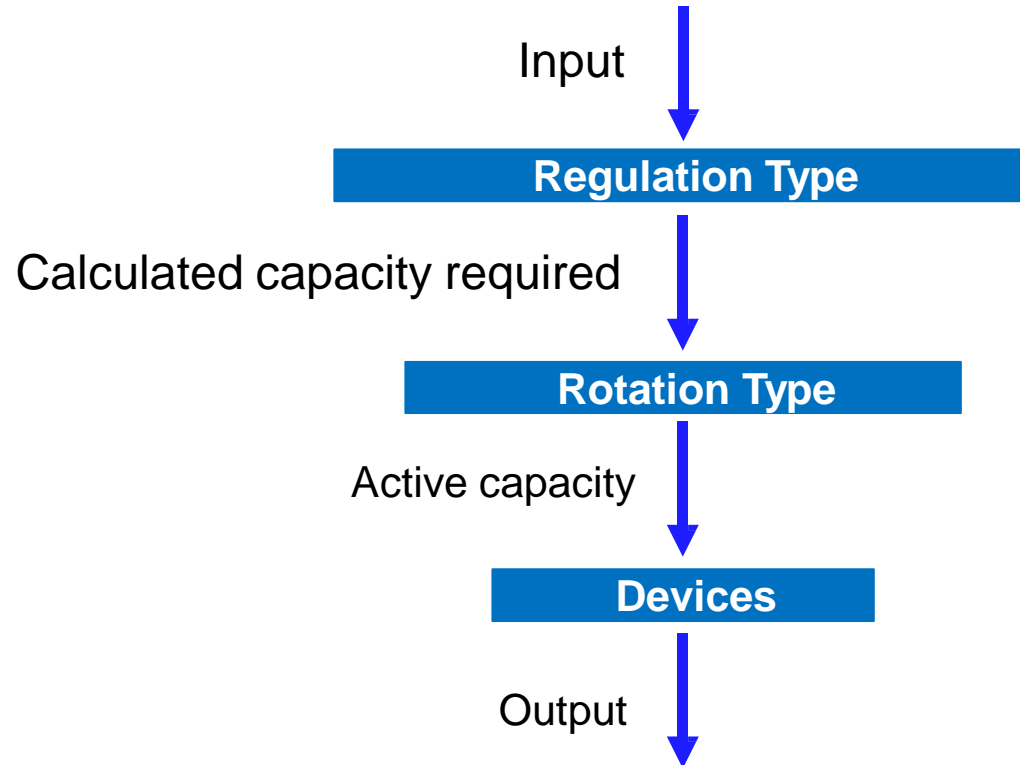 Input
Regulation Type
Calculated capacity required
Rotation Type
Active capacity
Devices
Output